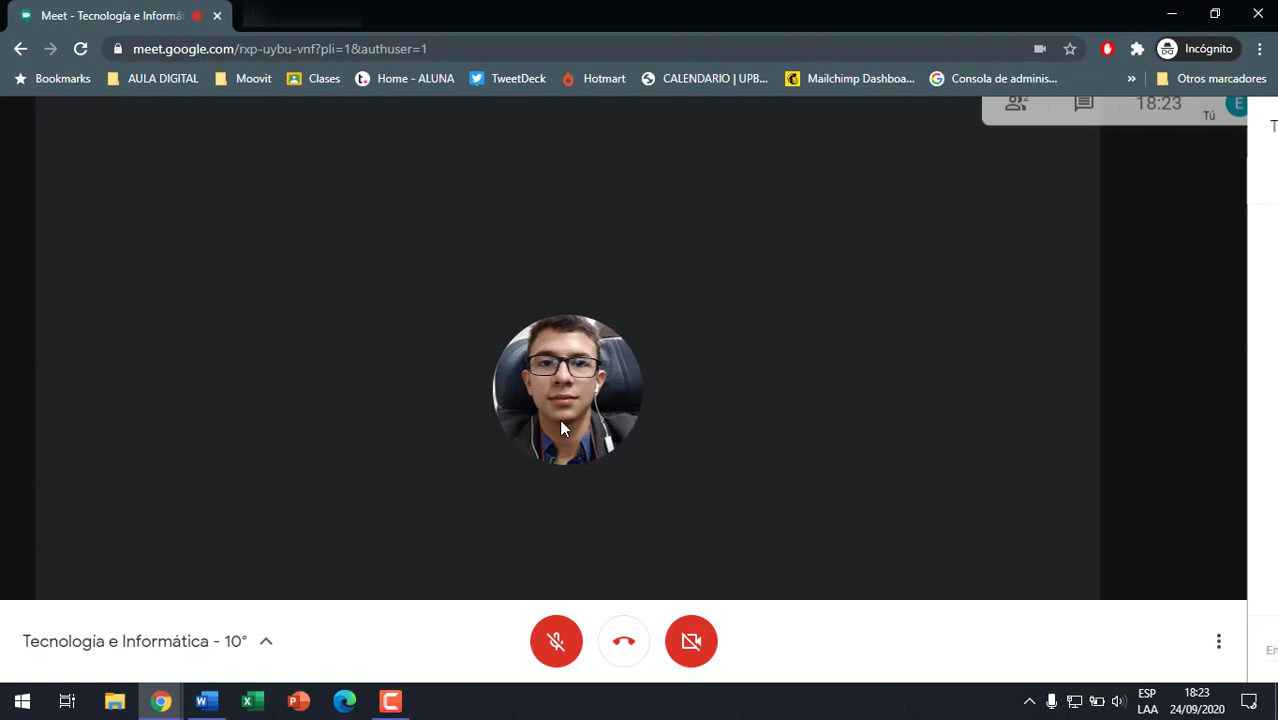 Meet - Tecnología e Informá
meet.google.com/rxp-uybu-vnf?pli=1&authuser=1
Incógnito
Bookmarks
AULA DIGITAL
Moovit
Clases
Home - ALUNA
TweetDeck
Hotmart
CALENDARIO | UPB...
Mailchimp Dashboa...
Consola de adminis...
»
Otros marcadores
2
18:23
Tú
E
T
Tecnología e Informática - 10°
En
ESP
LAA
18:23
24/09/2020